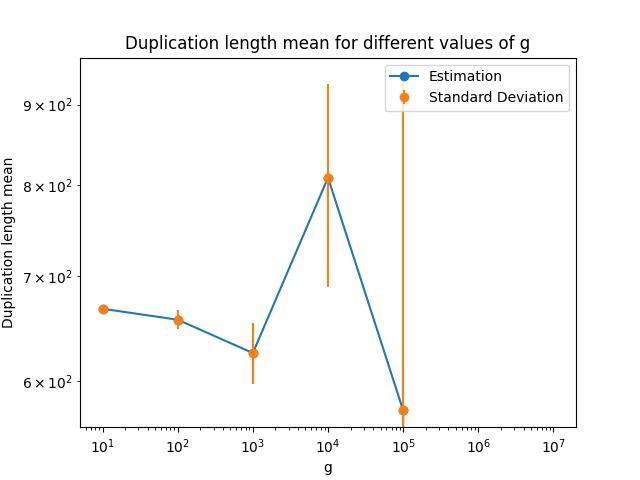 Duplication length mean for different values of g
Estimation
Standard Deviation
Duplication length mean
9 × 10²
8 × 10²
7 × 10²
6 × 10²
10¹ 10² 10³ 10⁴ 10⁵ 10⁶ 10⁷
g